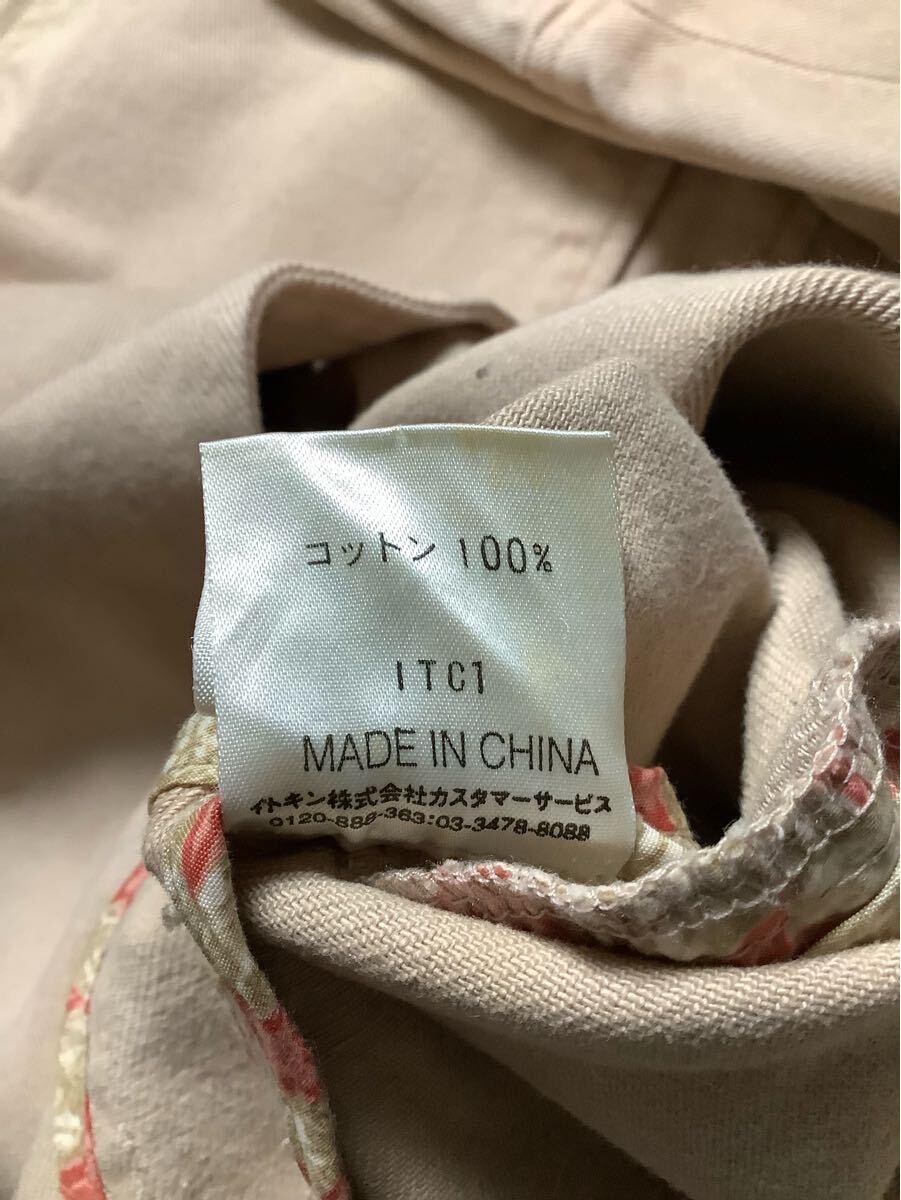 コットン 100%
ITC1
MADE IN CHINA
イトキン株式会社カスタマーサービス
0120-888-363:03-3478-8088